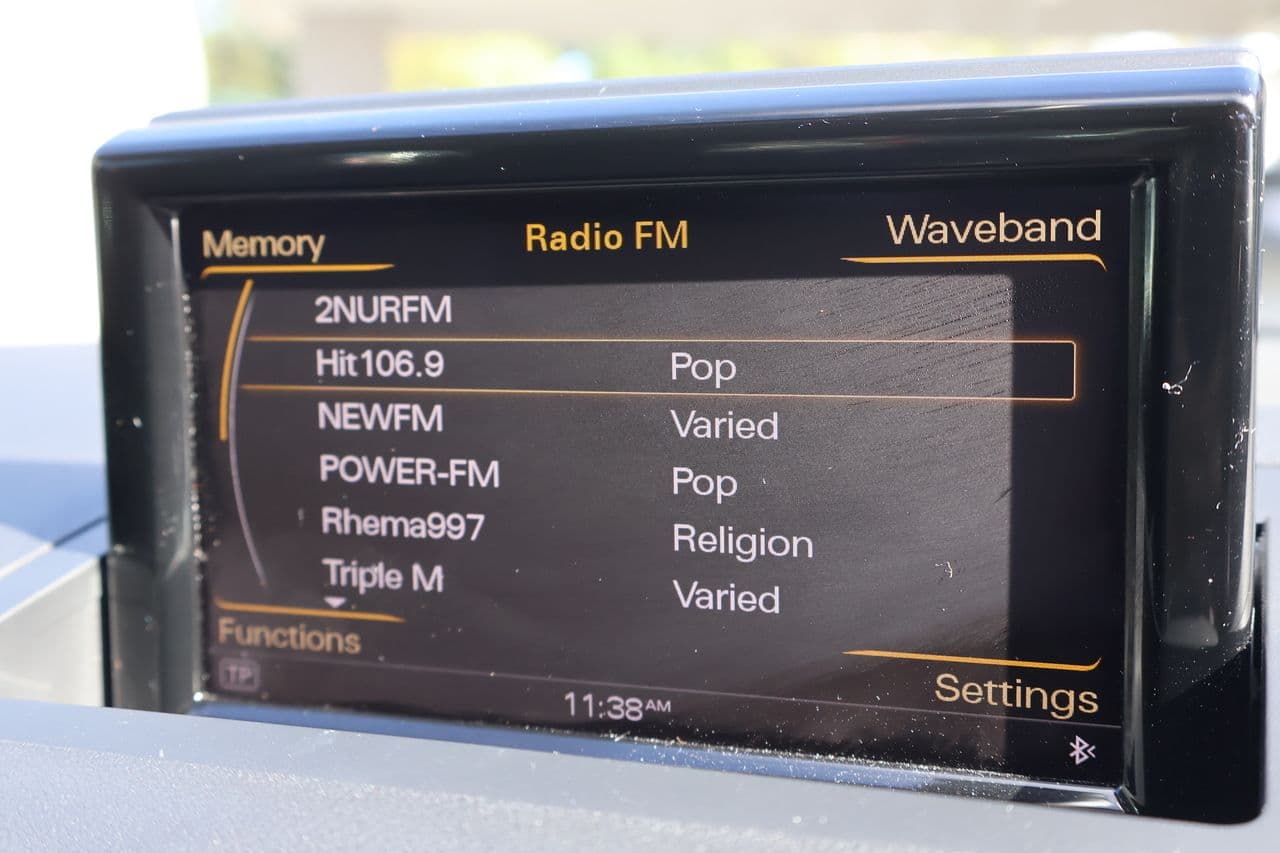 Memory Radio FM Waveband
2NURFM
Hit106.9 Pop
NEWFM Varied
POWER-FM Pop
Rhema997 Religion
Triple M Varied
Functions Settings
TP 11:38AM